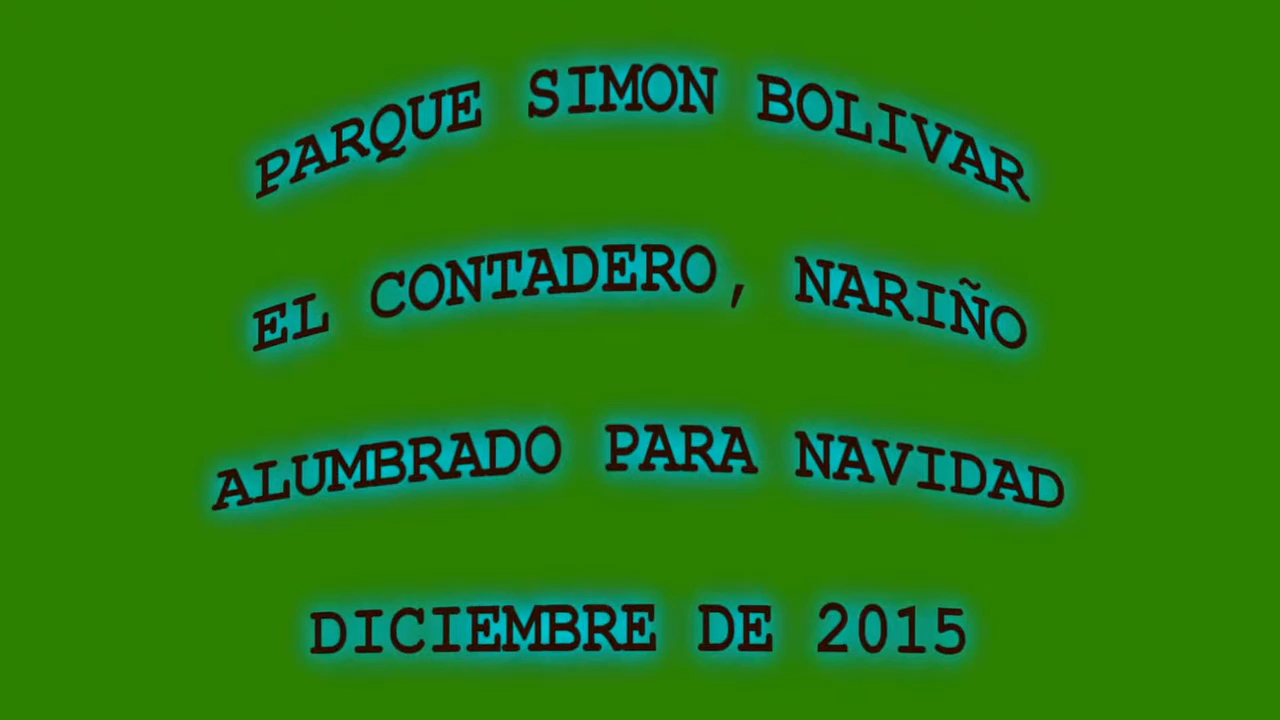 PARQUE SIMON BOLIVAR
EL CONTADERO, NARIÑO
ALUMBRADO PARA NAVIDAD
DICIEMBRE DE 2015